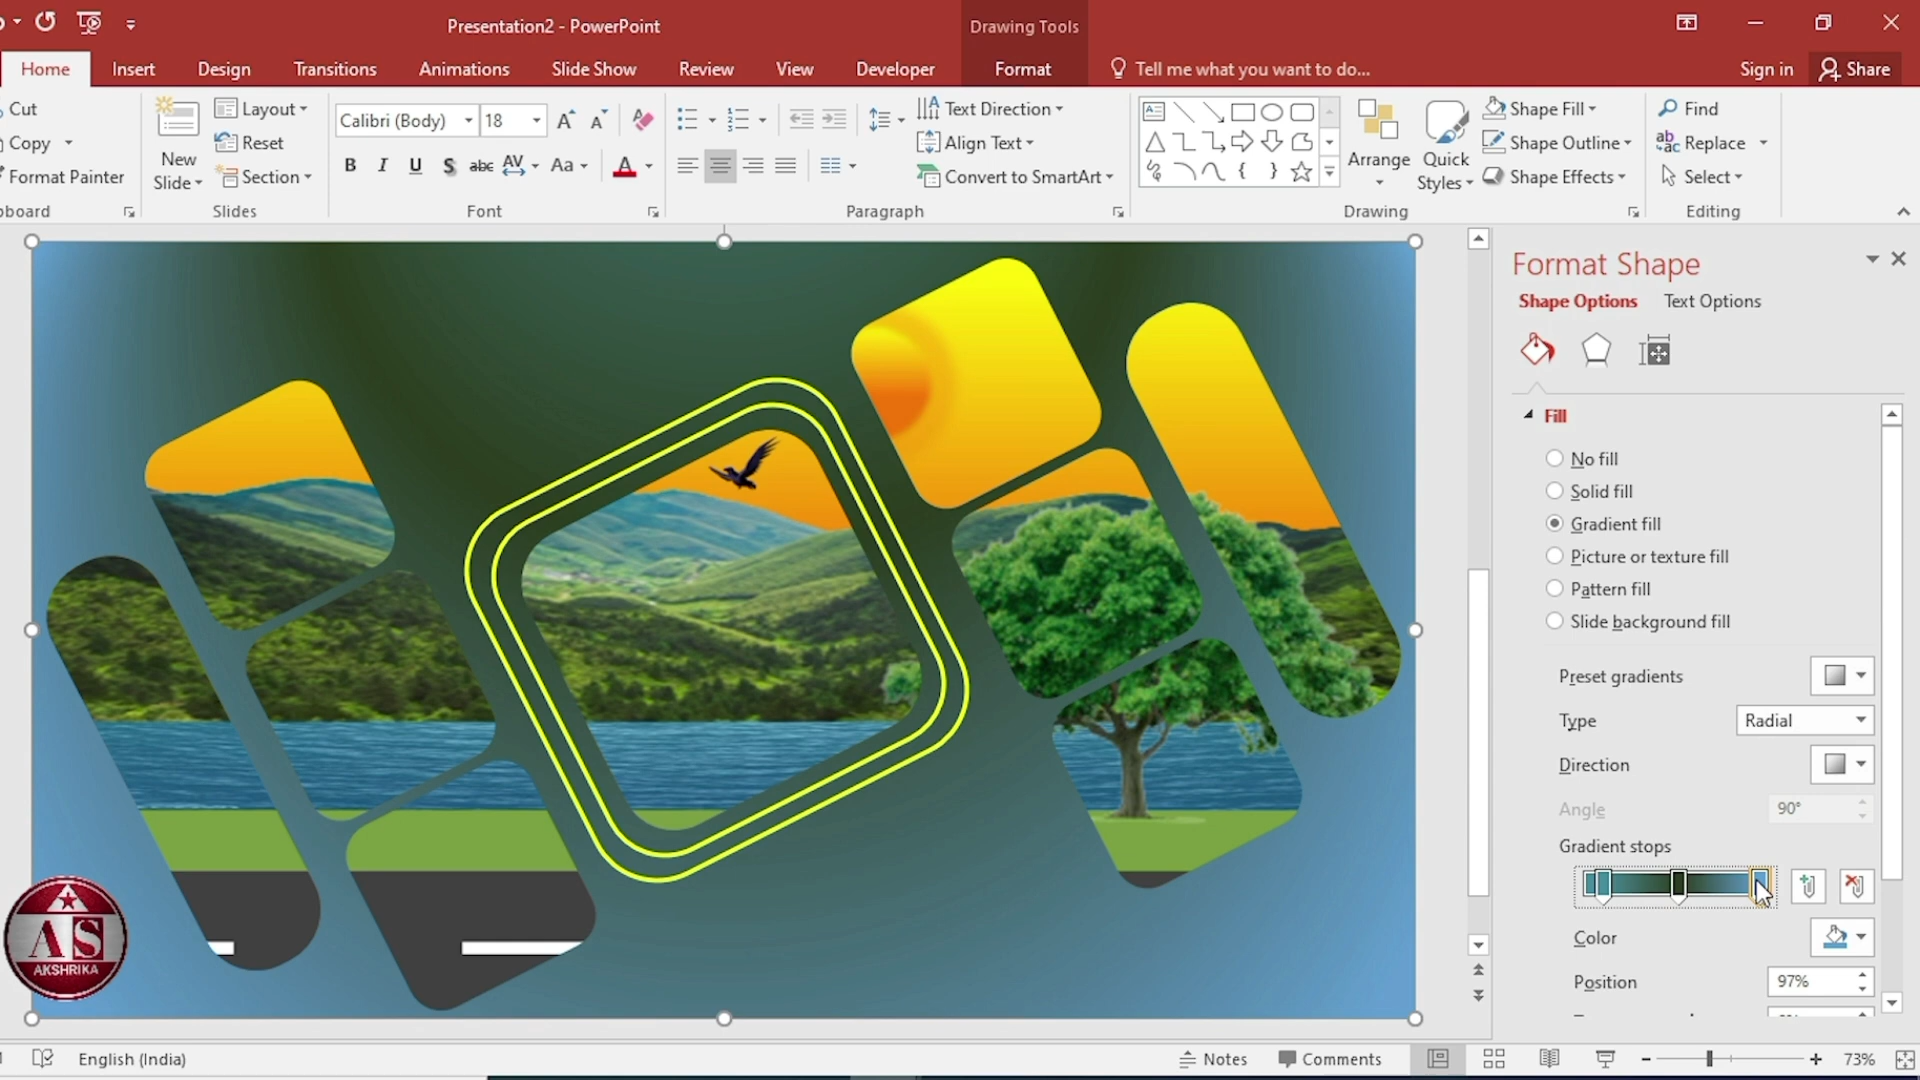 Presentation2 - PowerPoint
Drawing Tools
Home Insert Design Transitions Animations Slide Show Review View Developer Format Tell me what you want to do... Sign in Share
Cut
Copy
Format Painter
New
Slide
Layout
Reset
Section
Slides
Calibri (Body) 18
B I U S abc AV Aa A
Font
Text Direction
Align Text
Convert to SmartArt
Paragraph
Arrange
Quick
Styles
Shape Fill
Shape Outline
Shape Effects
Drawing
Find
Replace
Select
Editing
Format Shape
Shape Options Text Options
Fill
No fill
Solid fill
Gradient fill
Picture or texture fill
Pattern fill
Slide background fill
Preset gradients
Type Radial
Direction
Angle 90°
Gradient stops
Color
Position 97%
AS
AKSHRIKA
English (India)
Notes Comments 73%